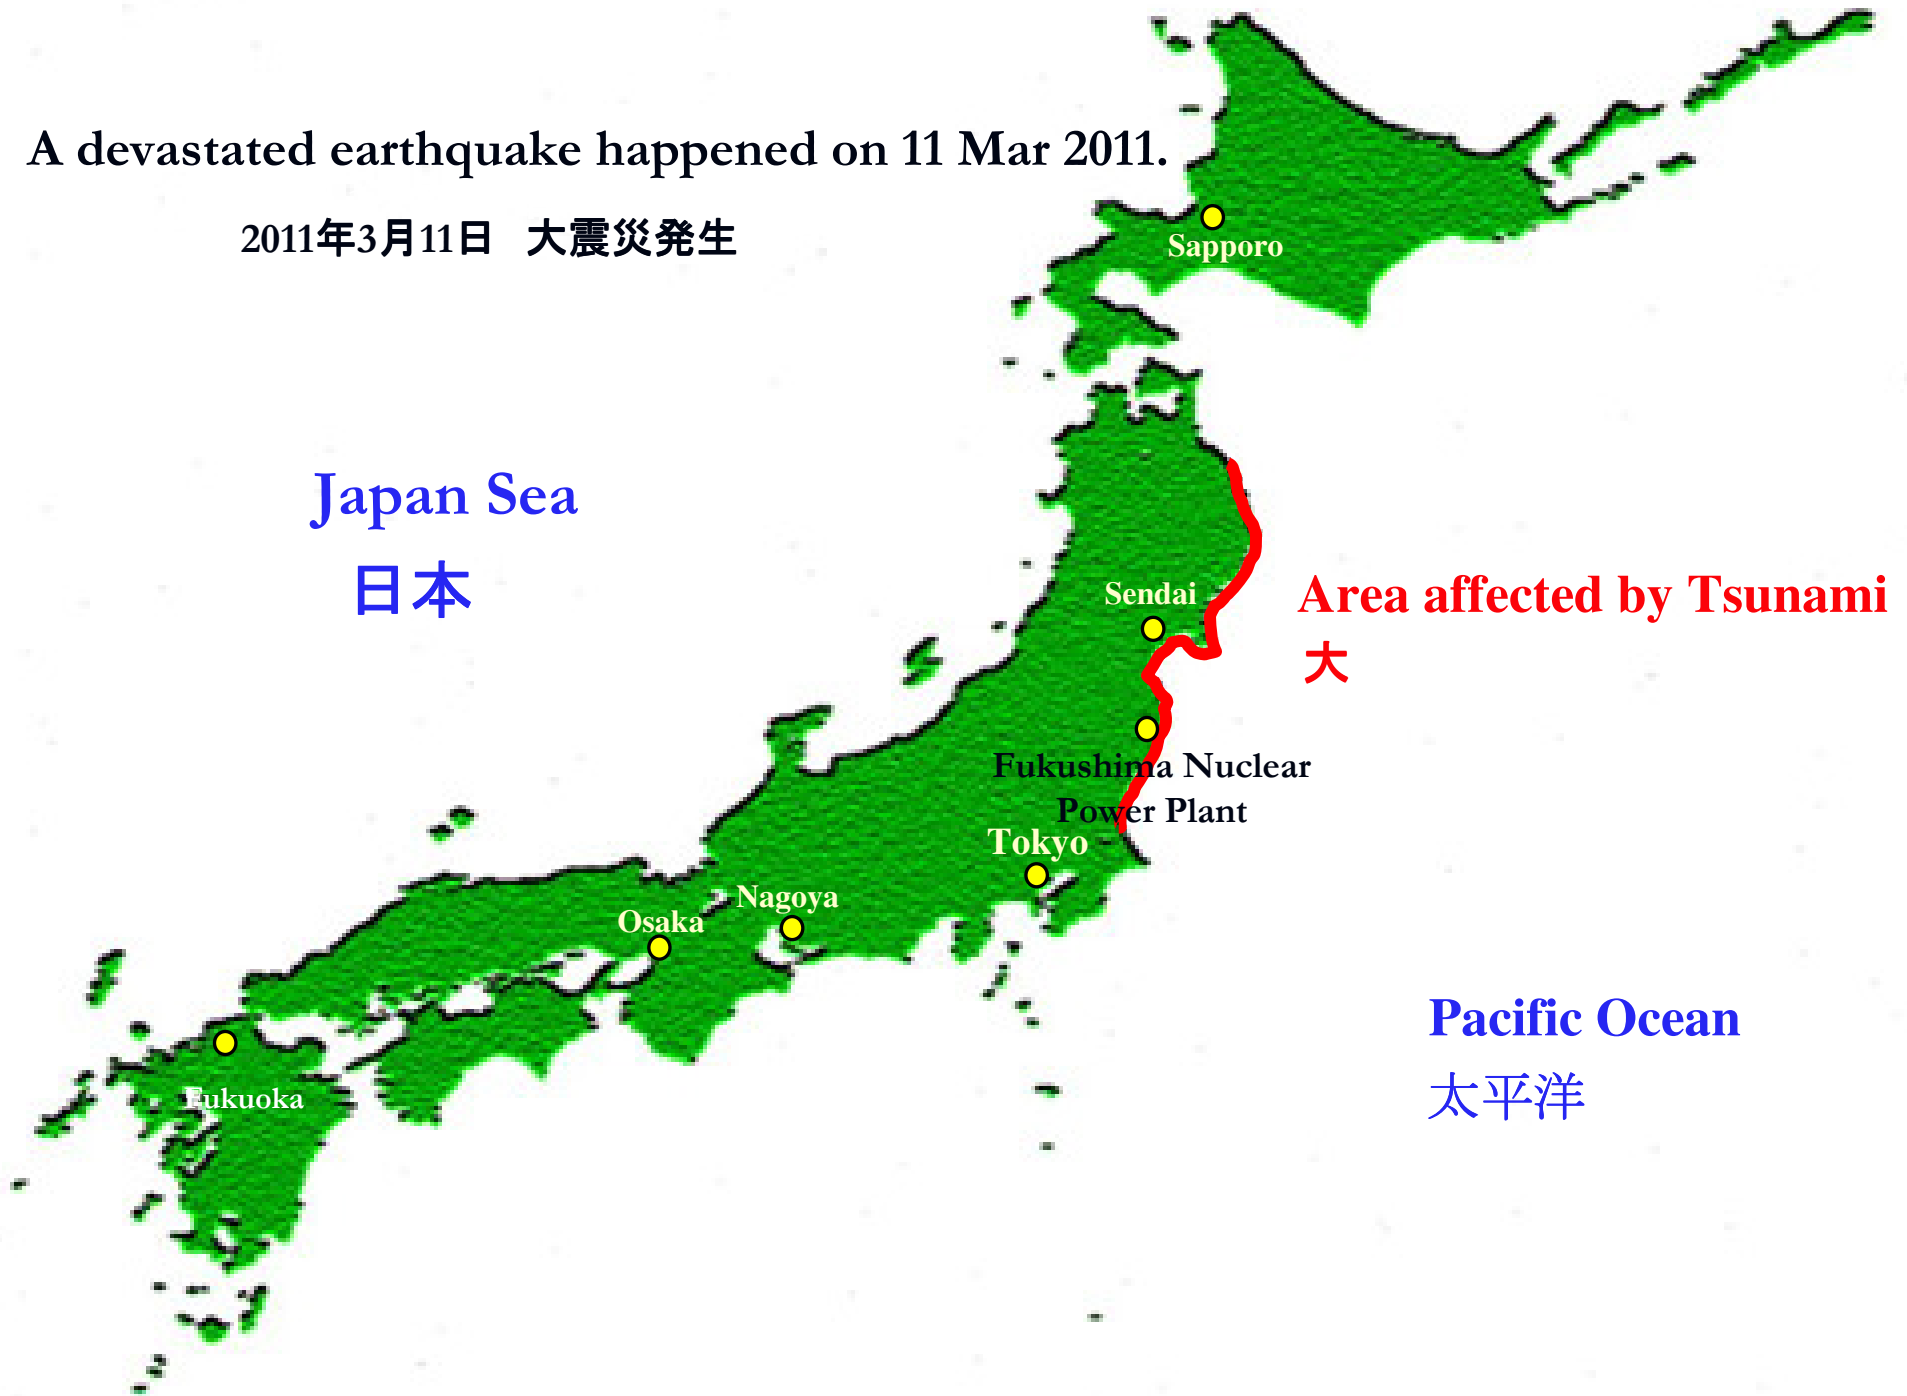 A devastated earthquake happened on 11 Mar 2011.
2011年3月11日 大震災発生
Sapporo
Japan Sea
日本
Sendai
Area affected by Tsunami
大
Fukushima Nuclear
Power Plant
Tokyo
Nagoya
Osaka
Pacific Ocean
太平洋
Fukuoka